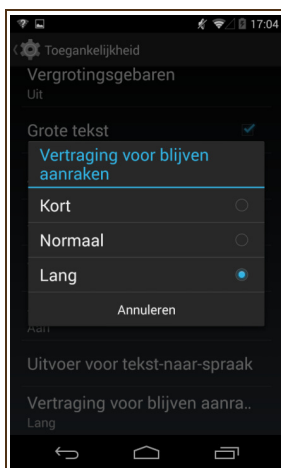 17:04
Toegankelijkheid
Vergrotingsgebaren
Uit
Grote tekst
Vertraging voor blijven
aanraken
Kort
Normaal
Lang
Annuleren
Aan
Uitvoer voor tekst-naar-spraak
Vertraging voor blijven aanra..
Lang